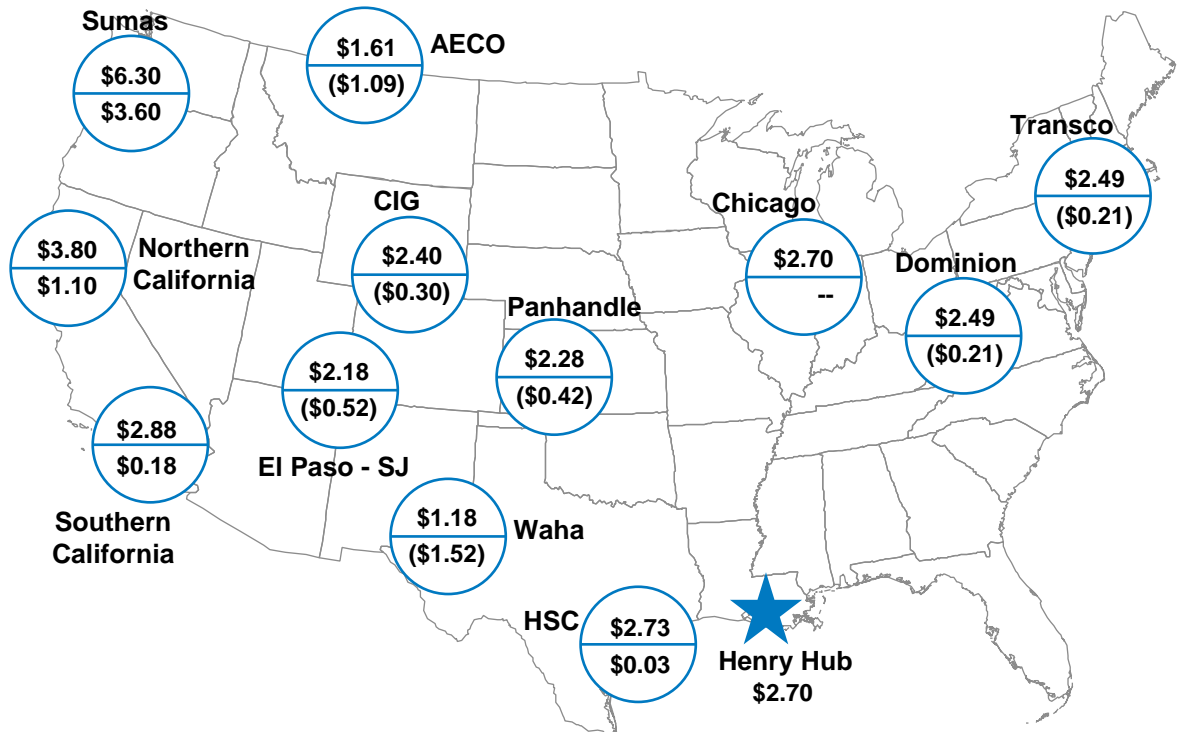 Sumas
$6.30
$3.60
AECO
$1.61
($1.09)
Transco
$2.49
($0.21)
CIG
$2.40
($0.30)
Chicago
$2.70
--
Northern
California
$3.80
$1.10
Dominion
$2.49
($0.21)
Panhandle
$2.28
($0.42)
$2.18
($0.52)
El Paso - SJ
$2.88
$0.18
Southern
California
Waha
$1.18
($1.52)
HSC
$2.73
$0.03
Henry Hub
$2.70